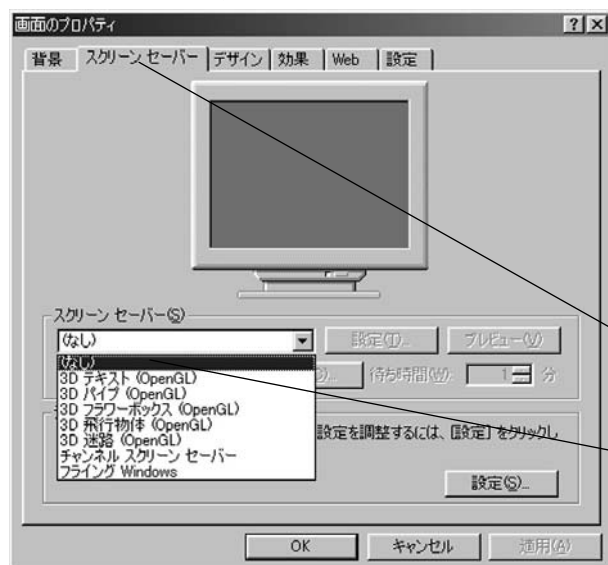 画面のプロパティ
背景 スクリーン セーバー デザイン 効果 Web 設定
スクリーン セーバー(S)
(なし) 設定(T)... プレビュー(V)
(なし)
3D テキスト (OpenGL) 待ち時間(W): 1 分
3D パイプ (OpenGL)
3D フラワーボックス (OpenGL)
3D 飛行物体 (OpenGL) 設定を調整するには、[設定] をクリックし
3D 迷路 (OpenGL)
チャンネル スクリーン セーバー
フライング Windows
設定(S)...
OK キャンセル 適用(A)